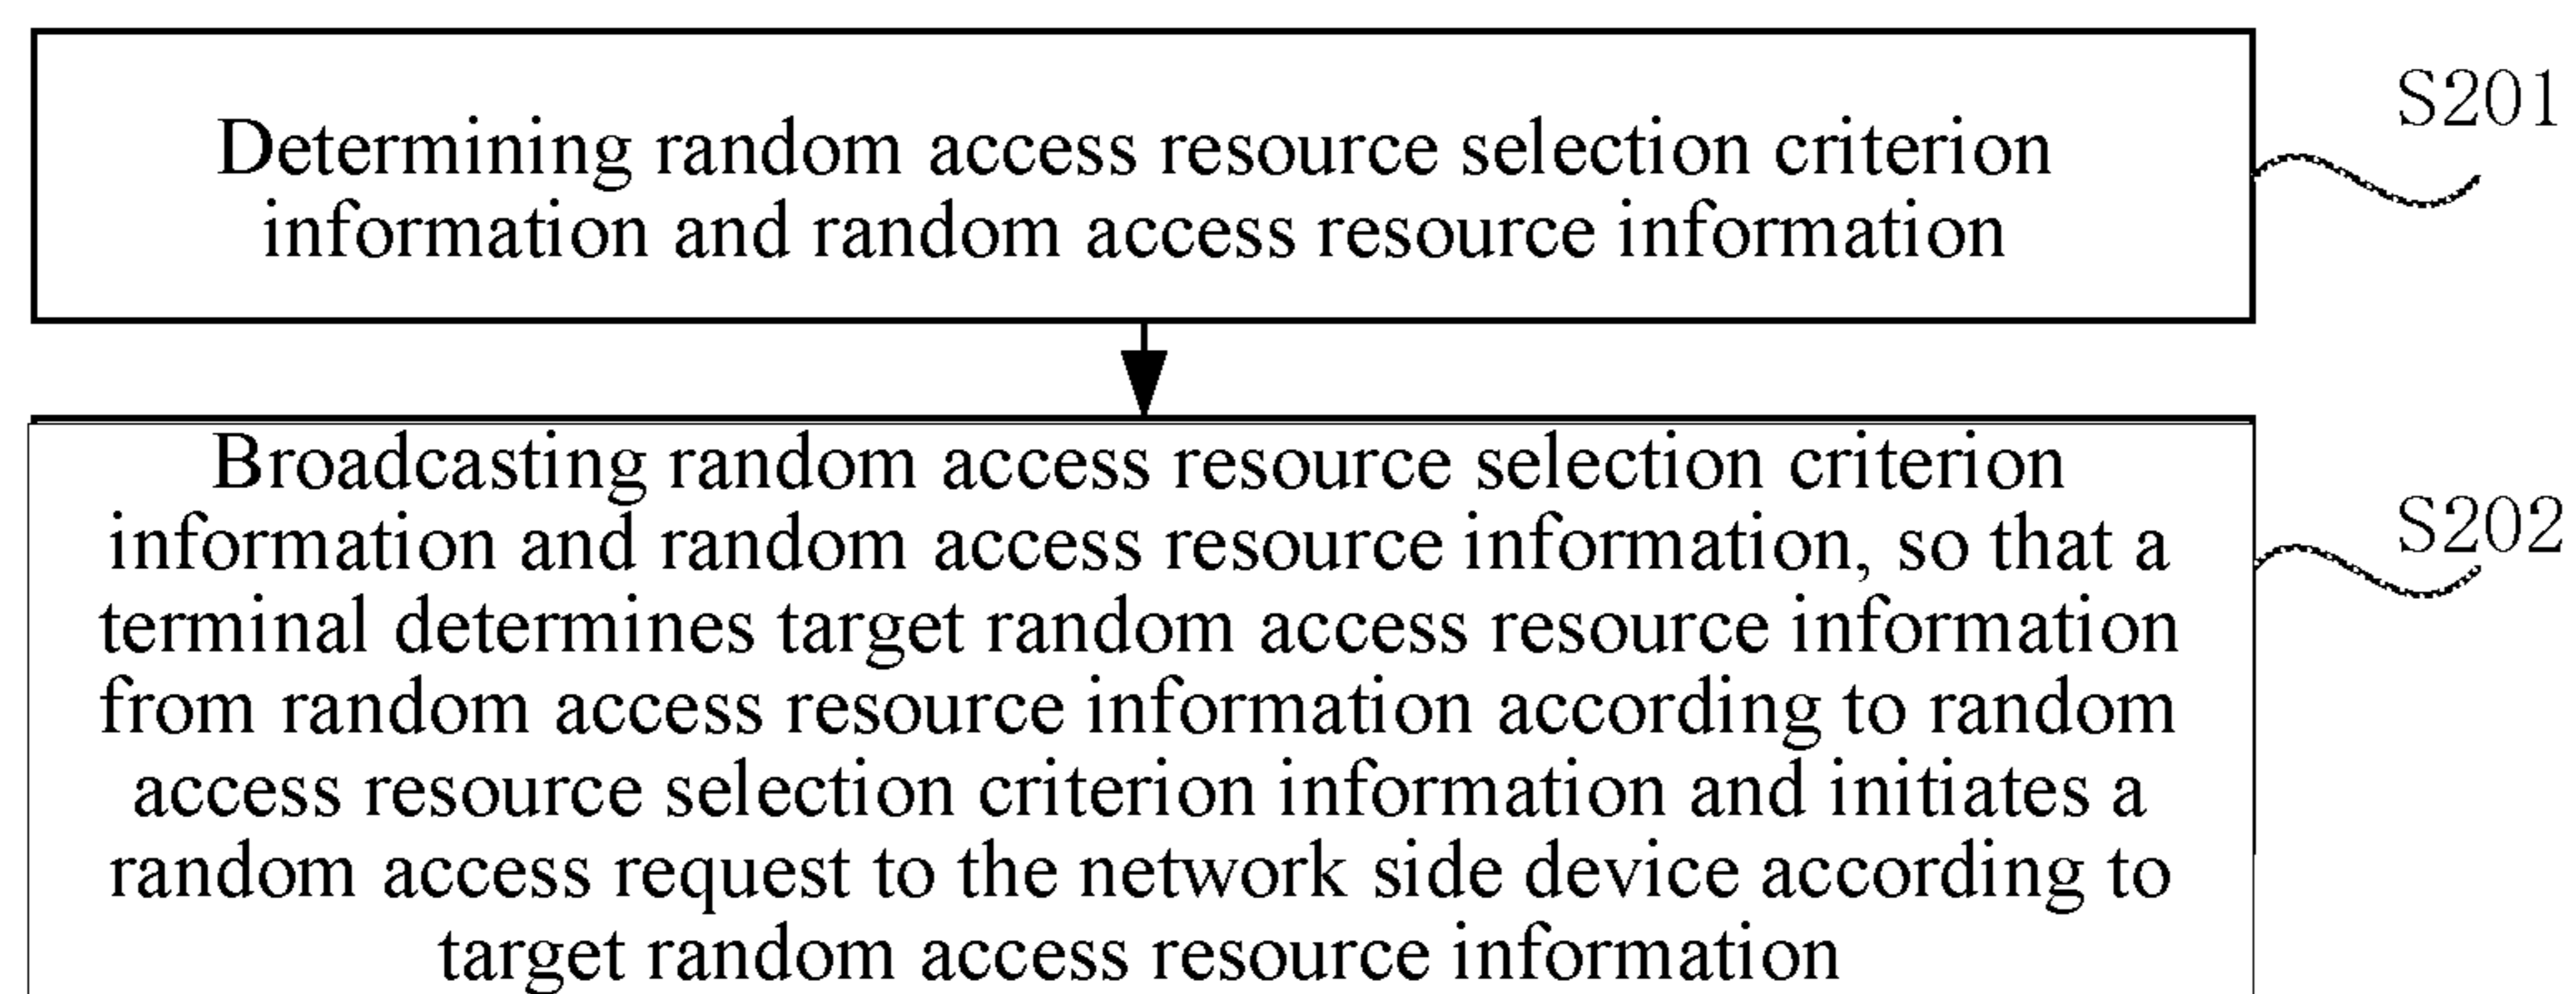 Determining random access resource selection criterion
information and random access resource information
S201
Broadcasting random access resource selection criterion
information and random access resource information, so that a
terminal determines target random access resource information
from random access resource information according to random
access resource selection criterion information and initiates a
random access request to the network side device according to
target random access resource information
S202